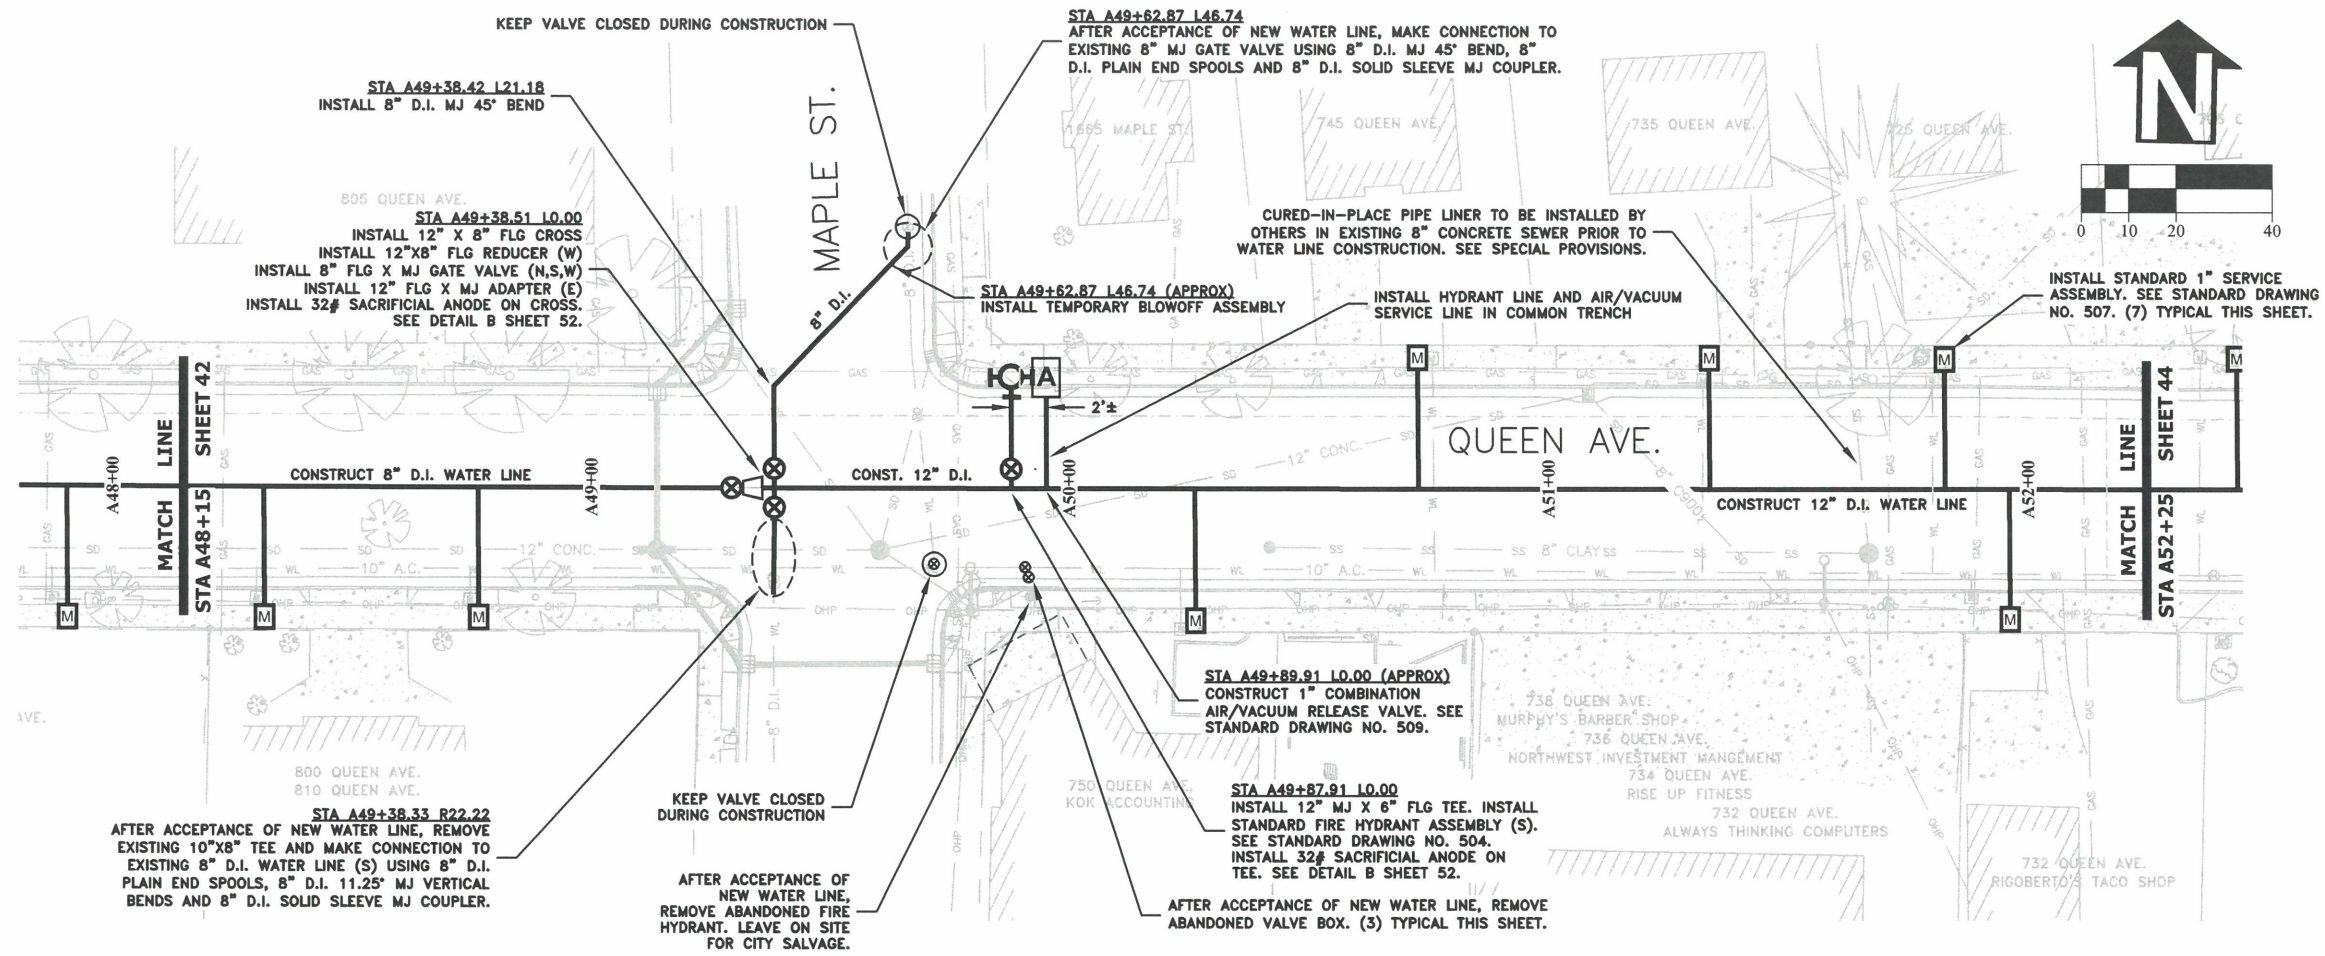 KEEP VALVE CLOSED DURING CONSTRUCTION
STA A49+62.87 L46.74
AFTER ACCEPTANCE OF NEW WATER LINE, MAKE CONNECTION TO
EXISTING 8" MJ GATE VALVE USING 8" D.I. MJ 45° BEND, 8"
D.I. PLAIN END SPOOLS AND 8" D.I. SOLID SLEEVE MJ COUPLER.
N
0 10 20 40
STA A49+38.42 L21.18
INSTALL 8" D.I. MJ 45° BEND
MAPLE ST.
1665 MAPLE ST.
745 QUEEN AVE.
735 QUEEN AVE.
725 QUEEN AVE.
805 QUEEN AVE.
STA A49+38.51 L0.00
INSTALL 12" X 8" FLG CROSS
INSTALL 12"X8" FLG REDUCER (W)
INSTALL 8" FLG X MJ GATE VALVE (N,S,W)
INSTALL 12" FLG X MJ ADAPTER (E)
INSTALL 32# SACRIFICIAL ANODE ON CROSS.
SEE DETAIL B SHEET 52.
8" D.I.
8" D.I.
STA A49+62.87 L46.74 (APPROX)
INSTALL TEMPORARY BLOWOFF ASSEMBLY
CURED-IN-PLACE PIPE LINER TO BE INSTALLED BY
OTHERS IN EXISTING 8" CONCRETE SEWER PRIOR TO
WATER LINE CONSTRUCTION. SEE SPECIAL PROVISIONS.
INSTALL HYDRANT LINE AND AIR/VACUUM
SERVICE LINE IN COMMON TRENCH
INSTALL STANDARD 1" SERVICE
ASSEMBLY. SEE STANDARD DRAWING
NO. 507. (7) TYPICAL THIS SHEET.
MATCH LINE
STA A48+15 SHEET 42
A48+00
CONSTRUCT 8" D.I. WATER LINE
A49+00
CONST. 12" D.I.
A
2'±
A50+00
QUEEN AVE.
12" CONC.
A51+00
8" C900
CONSTRUCT 12" D.I. WATER LINE
A52+00
MATCH LINE
STA A52+25 SHEET 44
M M M M
M M M M M
12" CONC.
10" A.C.
8" CLAY SS
10" A.C.
8" D.I.
AVE.
800 QUEEN AVE.
810 QUEEN AVE.
STA A49+38.33 R22.22
AFTER ACCEPTANCE OF NEW WATER LINE, REMOVE
EXISTING 10"X8" TEE AND MAKE CONNECTION TO
EXISTING 8" D.I. WATER LINE (S) USING 8" D.I.
PLAIN END SPOOLS, 8" D.I. 11.25° MJ VERTICAL
BENDS AND 8" D.I. SOLID SLEEVE MJ COUPLER.
KEEP VALVE CLOSED
DURING CONSTRUCTION
AFTER ACCEPTANCE OF
NEW WATER LINE,
REMOVE ABANDONED FIRE
HYDRANT. LEAVE ON SITE
FOR CITY SALVAGE.
750 QUEEN AVE.
KOK ACCOUNTING
STA A49+89.91 L0.00 (APPROX)
CONSTRUCT 1" COMBINATION
AIR/VACUUM RELEASE VALVE. SEE
STANDARD DRAWING NO. 509.
STA A49+87.91 L0.00
INSTALL 12" MJ X 6" FLG TEE. INSTALL
STANDARD FIRE HYDRANT ASSEMBLY (S).
SEE STANDARD DRAWING NO. 504.
INSTALL 32# SACRIFICIAL ANODE ON
TEE. SEE DETAIL B SHEET 52.
AFTER ACCEPTANCE OF NEW WATER LINE, REMOVE
ABANDONED VALVE BOX. (3) TYPICAL THIS SHEET.
738 QUEEN AVE.
MURPHY'S BARBER SHOP
736 QUEEN AVE.
NORTHWEST INVESTMENT MANGEMENT
734 QUEEN AVE.
RISE UP FITNESS
732 QUEEN AVE.
ALWAYS THINKING COMPUTERS
732 QUEEN AVE.
RIGOBERTO'S TACO SHOP